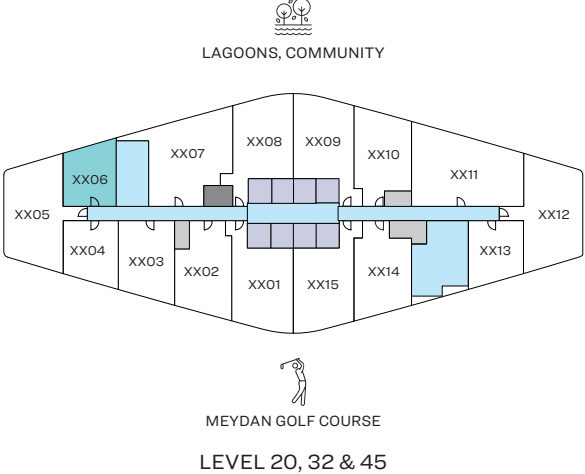 LAGOONS, COMMUNITY
XX08
XX09
XX07
XX10
XX06
XX11
XX05
XX12
XX04
XX03
XX02
XX01
XX15
XX14
XX13
MEYDAN GOLF COURSE
LEVEL 20, 32 & 45